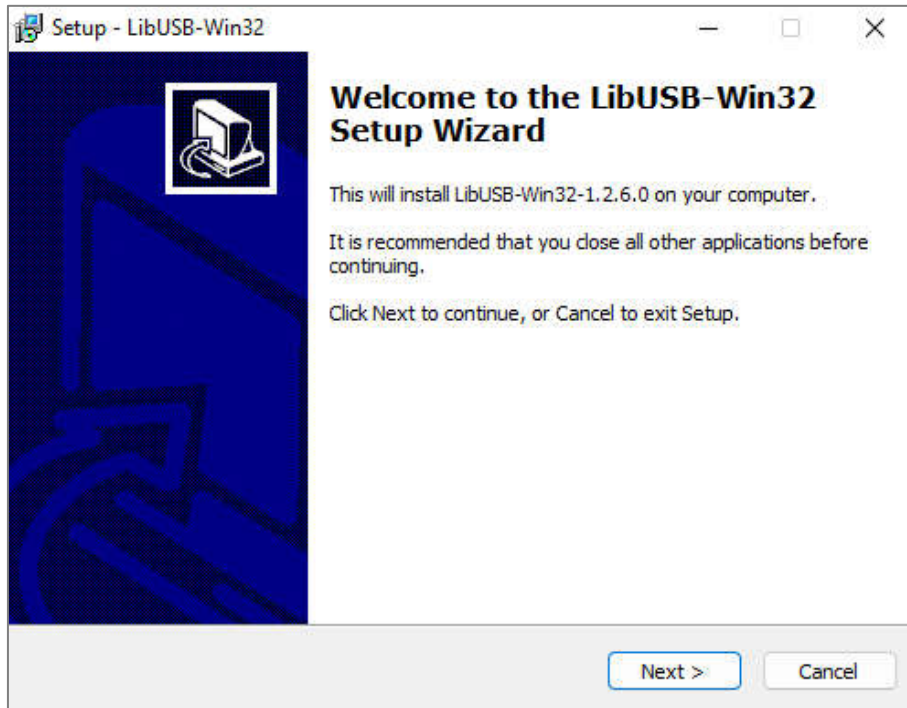 Setup - LibUSB-Win32
Welcome to the LibUSB-Win32
Setup Wizard
This will install LibUSB-Win32-1.2.6.0 on your computer.
It is recommended that you close all other applications before
continuing.
Click Next to continue, or Cancel to exit Setup.
Next >
Cancel